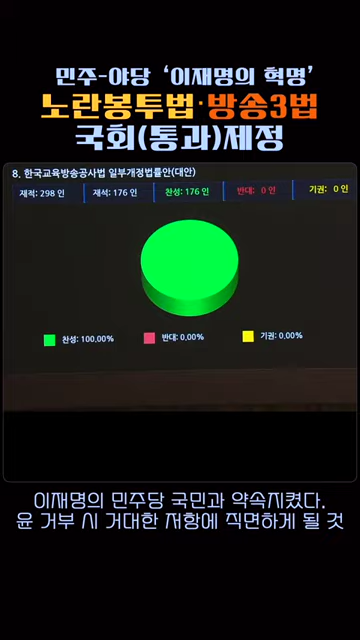 민주-야당 ‘이재명의 혁명’
노란봉투법·방송3법
국회(통과)제정
8. 한국교육방송공사법 일부개정법률안(대안)
재적: 298 인 재석: 176 인 찬성: 176 인 반대: 0 인 기권: 0 인
찬성: 100.00% 반대: 0.00% 기권: 0.00%
이재명의 민주당 국민과 약속지켰다.
윤 거부 시 거대한 저항에 직면하게 될 것